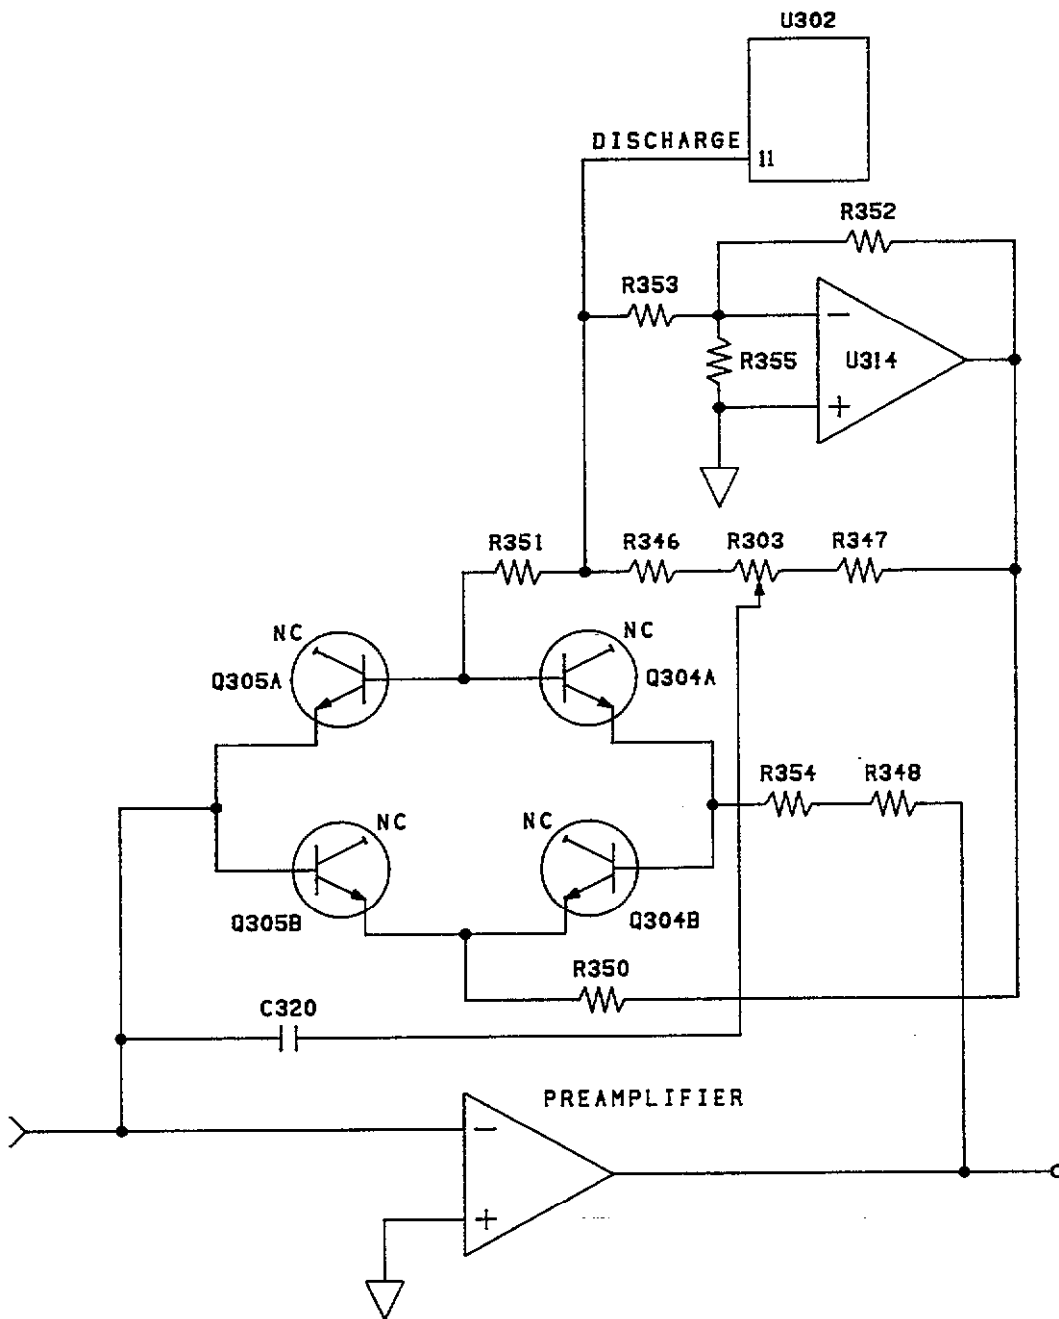 U302
DISCHARGE
11
R352
R353
−
R355
U314
+
R351
R346
R303
R347
NC
NC
Q305A
Q304A
R354
R348
NC
NC
Q305B
Q304B
R350
C320
PREAMPLIFIER
−
+